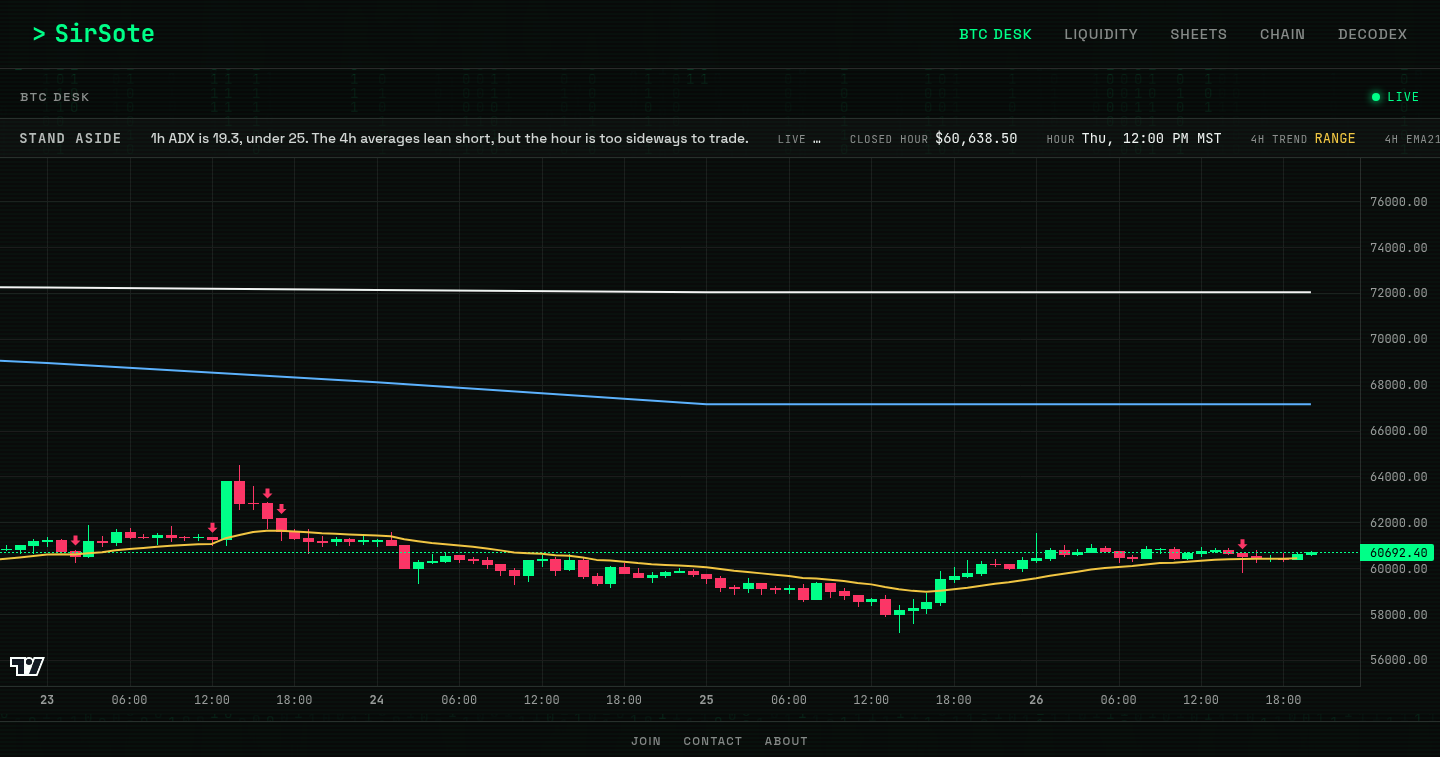 > SirSote
BTC DESK LIQUIDITY SHEETS CHAIN DECODEX
BTC DESK
LIVE
STAND ASIDE 1h ADX is 19.3, under 25. The 4h averages lean short, but the hour is too sideways to trade. LIVE … CLOSED HOUR $60,638.50 HOUR Thu, 12:00 PM MST 4H TREND RANGE 4H EMA21
76000.00
74000.00
72000.00
70000.00
68000.00
66000.00
64000.00
62000.00
60692.40
60000.00
58000.00
56000.00
23 06:00 12:00 18:00 24 06:00 12:00 18:00 25 06:00 12:00 18:00 26 06:00 12:00 18:00
JOIN CONTACT ABOUT